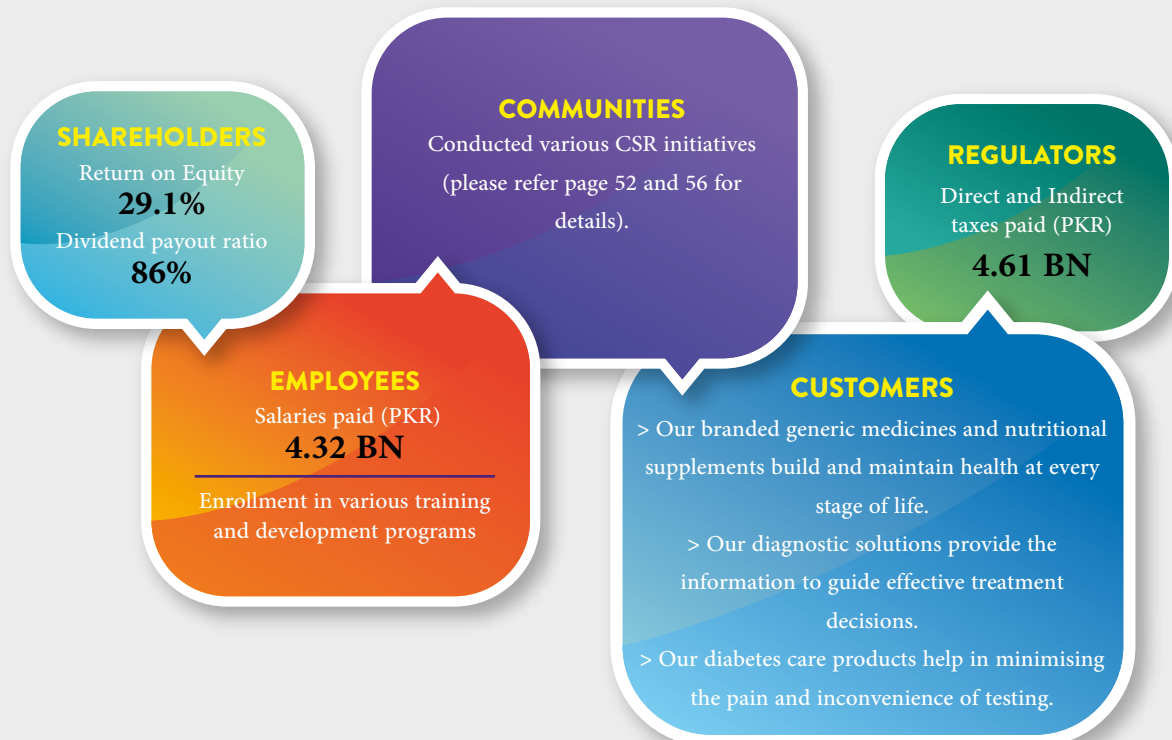 SHAREHOLDERS
Return on Equity
29.1%
Dividend payout ratio
86%
COMMUNITIES
Conducted various CSR initiatives
(please refer page 52 and 56 for
details).
REGULATORS
Direct and Indirect
taxes paid (PKR)
4.61 BN
EMPLOYEES
Salaries paid (PKR)
4.32 BN
Enrollment in various training
and development programs
CUSTOMERS
> Our branded generic medicines and nutritional
supplements build and maintain health at every
stage of life.
> Our diagnostic solutions provide the
information to guide effective treatment
decisions.
> Our diabetes care products help in minimising
the pain and inconvenience of testing.